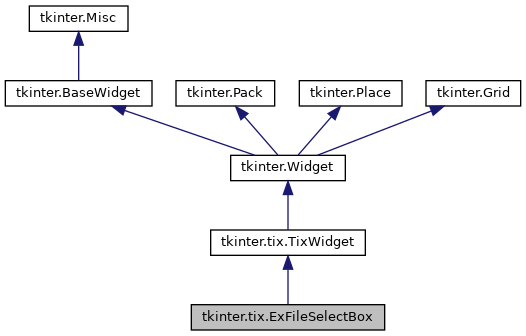 tkinter.Misc
tkinter.BaseWidget
tkinter.Pack
tkinter.Place
tkinter.Grid
tkinter.Widget
tkinter.tix.TixWidget
tkinter.tix.ExFileSelectBox